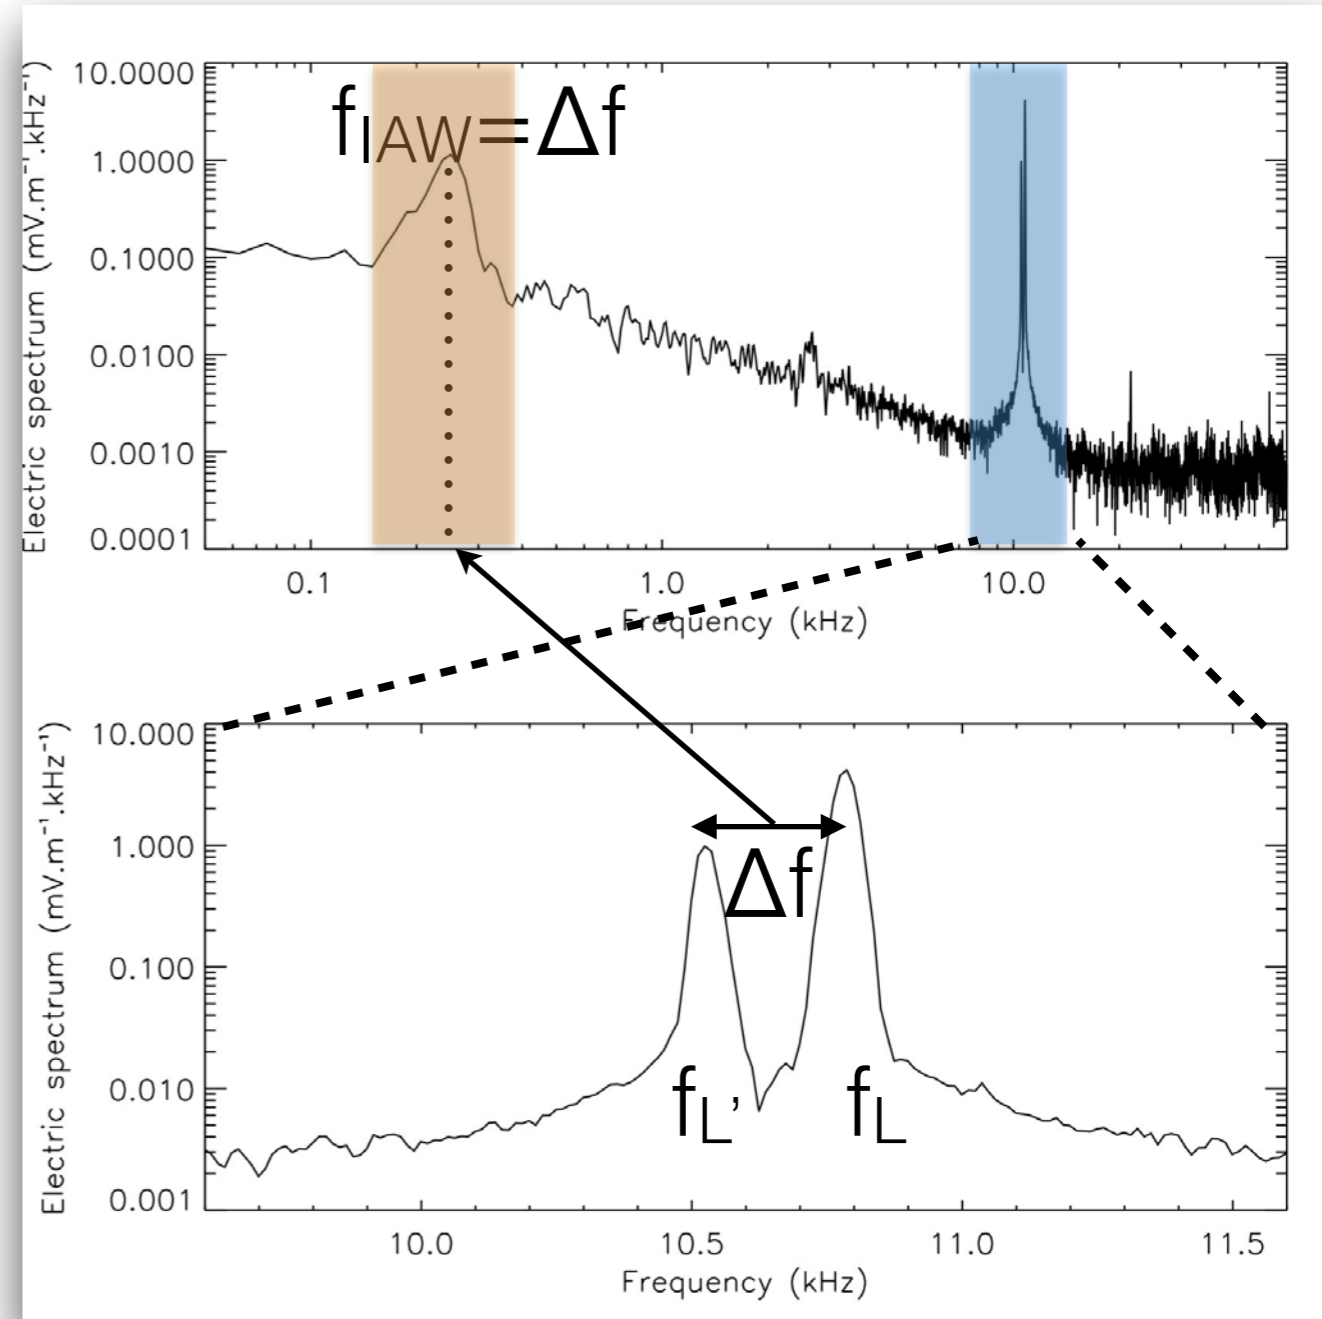 f_IAW=Δf
Electric spectrum (mV.m⁻¹.kHz⁻¹)
10.0000
1.0000
0.1000
0.0100
0.0010
0.0001
0.1
1.0
10.0
Frequency (kHz)
Electric spectrum (mV.m⁻¹.kHz⁻¹)
10.000
1.000
0.100
0.010
0.001
Δf
f_L'
f_L
10.0
10.5
11.0
11.5
Frequency (kHz)